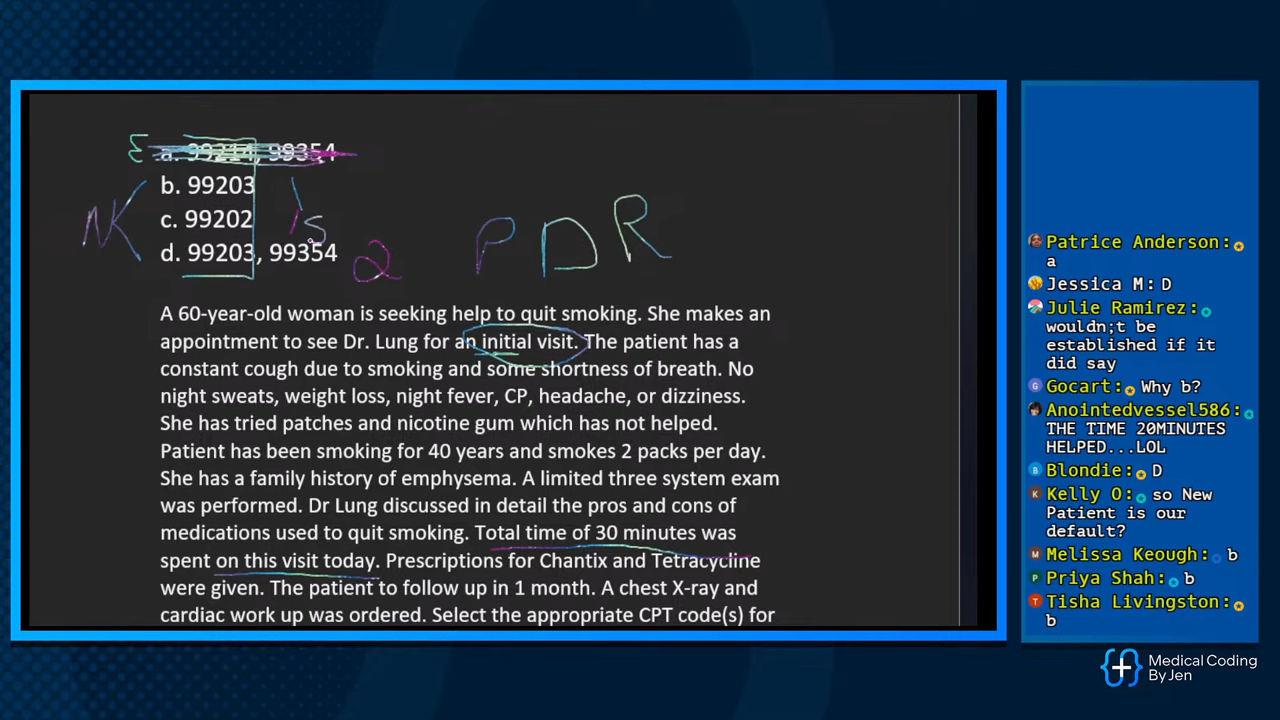 E a. 99214, 99354
b. 99203
NK c. 99202 15
d. 99203, 99354 2 P D R
A 60-year-old woman is seeking help to quit smoking. She makes an
appointment to see Dr. Lung for an initial visit. The patient has a
constant cough due to smoking and some shortness of breath. No
night sweats, weight loss, night fever, CP, headache, or dizziness.
She has tried patches and nicotine gum which has not helped.
Patient has been smoking for 40 years and smokes 2 packs per day.
She has a family history of emphysema. A limited three system exam
was performed. Dr Lung discussed in detail the pros and cons of
medications used to quit smoking. Total time of 30 minutes was
spent on this visit today. Prescriptions for Chantix and Tetracycline
were given. The patient to follow up in 1 month. A chest X-ray and
cardiac work up was ordered. Select the appropriate CPT code(s) for
Patrice Anderson:
a
Jessica M: D
Julie Ramirez:
wouldn;t be
established if it
did say
Gocart: Why b?
Anointedvessel586:
THE TIME 20MINUTES
HELPED...LOL
Blondie: D
Kelly O: so New
Patient is our
default?
Melissa Keough: b
Priya Shah: b
Tisha Livingston:
b
Medical Coding
By Jen